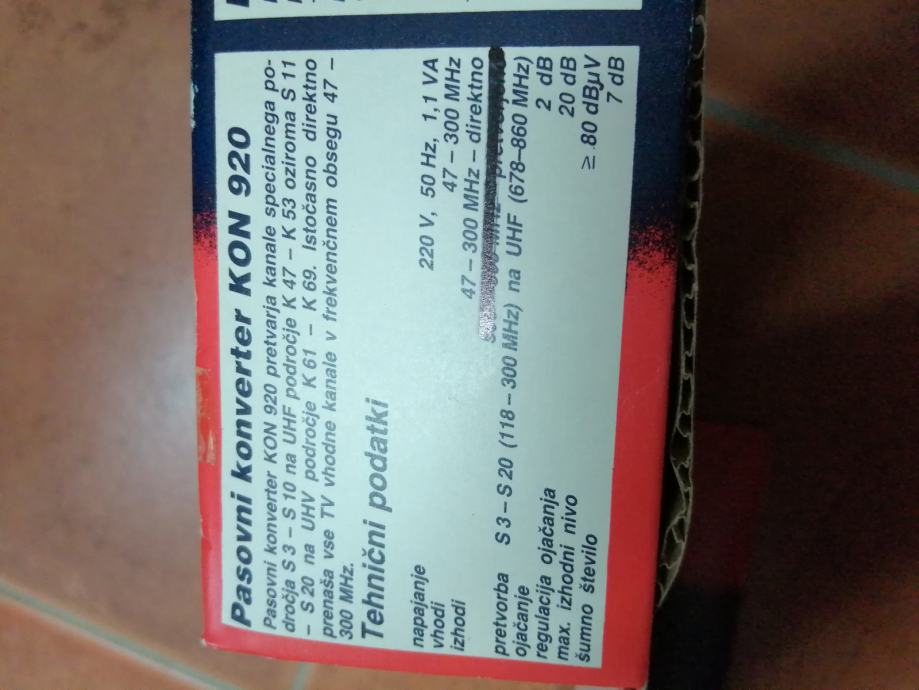 Pasovni konverter KON 920
Pasovni konverter KON 920 pretvarja kanale specialnega po-
dročja S 3 – S 10 na UHF področje K 47 – K 53 oziroma S 11
– S 20 na UHV področje K 61 – K 69. Istočasno direktno
prenaša vse TV vhodne kanale v frekvenčnem obsegu 47 –
300 MHz.
Tehnični podatki
napajanje 220 V, 50 Hz, 1,1 VA
vhodi 47 – 300 MHz
izhodi 47 – 300 MHz – direktno
pretvorba S 3 – S 20 (118 – 300 MHz) na UHF (678–860 MHz)
ojačanje 2 dB
regulacija ojačanja 20 dB
max. izhodni nivo ≥ 80 dBµV
šumno število 7 dB